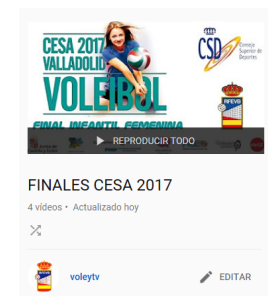 CESA 2017
VALLADOLID
VOLEIBOL
CSD
Consejo
Superior de
Deportes
RFEVB
FINAL INFANTIL FEMENINA
REPRODUCIR TODO
FINALES CESA 2017
4 vídeos • Actualizado hoy
voleytv
EDITAR